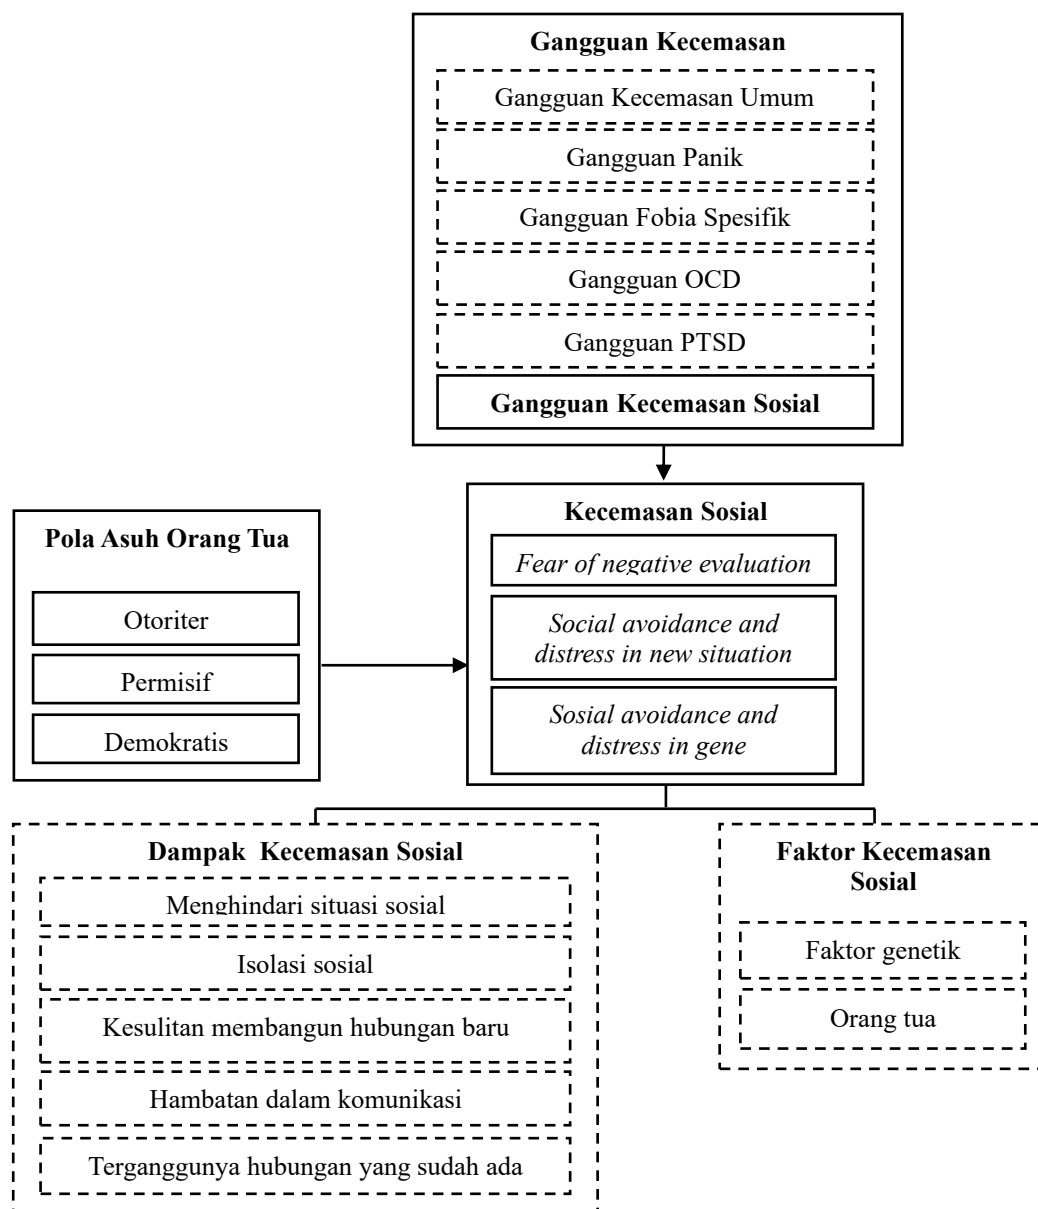 Gangguan Kecemasan
Gangguan Kecemasan Umum
Gangguan Panik
Gangguan Fobia Spesifik
Gangguan OCD
Gangguan PTSD
Gangguan Kecemasan Sosial
Pola Asuh Orang Tua
Otoriter
Permisif
Demokratis
Kecemasan Sosial
Fear of negative evaluation
Social avoidance and
distress in new situation
Sosial avoidance and
distress in gene
Dampak  Kecemasan Sosial
Menghindari situasi sosial
Isolasi sosial
Kesulitan membangun hubungan baru
Hambatan dalam komunikasi
Terganggunya hubungan yang sudah ada
Faktor Kecemasan
Sosial
Faktor genetik
Orang tua